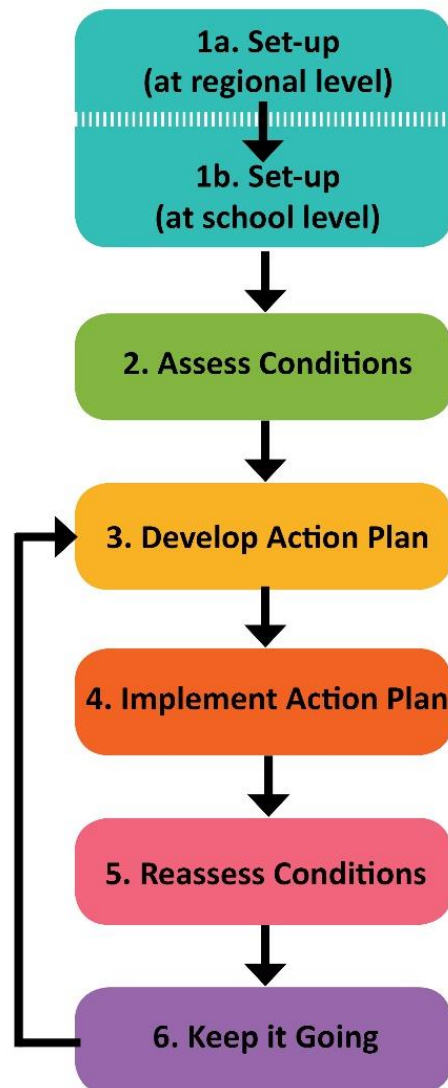 1a. Set-up
(at regional level)
1b. Set-up
(at school level)
2. Assess Conditions
3. Develop Action Plan
4. Implement Action Plan
5. Reassess Conditions
6. Keep it Going